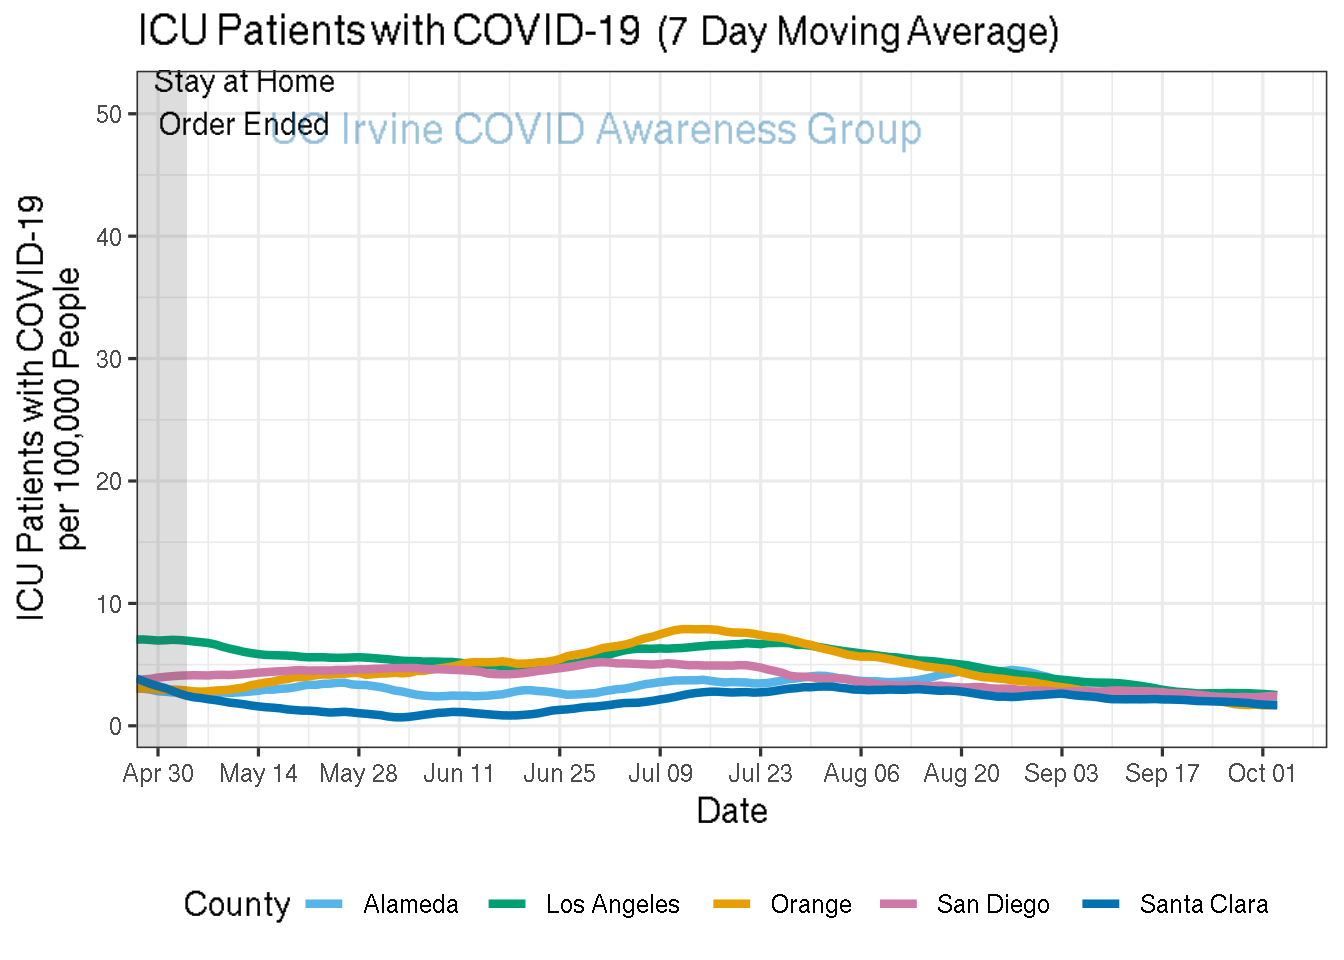 ICU Patients with COVID-19 (7 Day Moving Average)
Stay at Home
Order Ended
UC Irvine COVID Awareness Group
ICU Patients with COVID-19
per 100,000 People
50
40
30
20
10
0
Apr 30 May 14 May 28 Jun 11 Jun 25 Jul 09 Jul 23 Aug 06 Aug 20 Sep 03 Sep 17 Oct 01
Date
County Alameda Los Angeles Orange San Diego Santa Clara